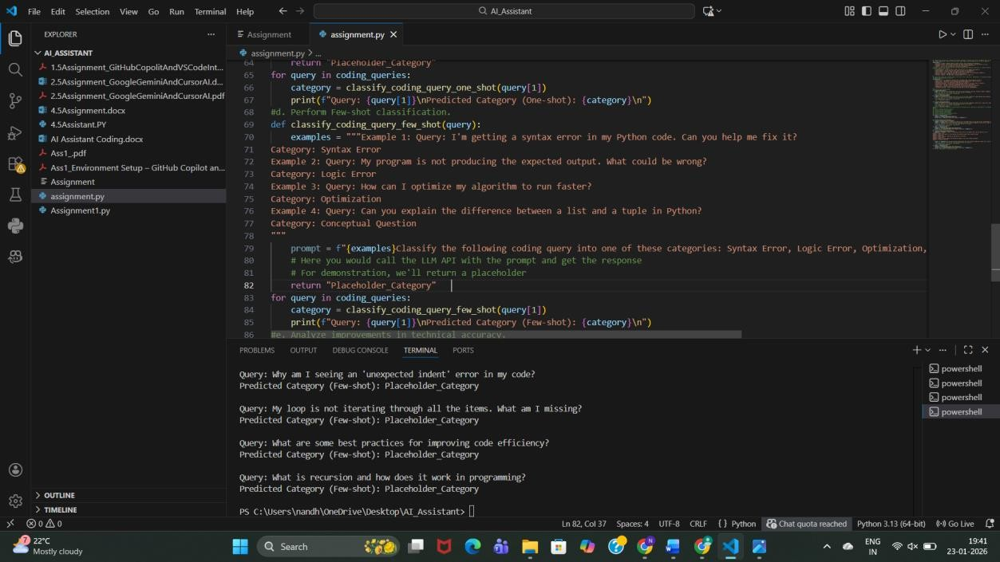 File Edit Selection View Go Run Terminal Help
AI_Assistant
EXPLORER
AI_ASSISTANT
1.5Assignment_GitHubCopolitAndVSCodeInt...
2.5Assignment_GoogleGeminiAndCursorAI.d...
2.5Assignment_GoogleGeminiAndCursorAI.pdf
4.5Assignment.docx
4.5Assistant.PY
AI Assistant Coding.docx
Ass1_.pdf
Ass1_Environment Setup – GitHub Copilot an...
Assignment
assignment.py
Assignment1.py
OUTLINE
TIMELINE
Assignment
assignment.py
assignment.py > ...
64 return "Placeholder_Category"
65 for query in coding_queries:
66 category = classify_coding_query_one_shot(query[1])
67 print(f"Query: {query[1]}\nPredicted Category (One-shot): {category}\n")
68 #d. Perform Few-shot classification.
69 def classify_coding_query_few_shot(query):
70 examples = """Example 1: Query: I'm getting a syntax error in my Python code. Can you help me fix it?
71 Category: Syntax Error
72 Example 2: Query: My program is not producing the expected output. What could be wrong?
73 Category: Logic Error
74 Example 3: Query: How can I optimize my algorithm to run faster?
75 Category: Optimization
76 Example 4: Query: Can you explain the difference between a list and a tuple in Python?
77 Category: Conceptual Question
78 """
79 prompt = f"{examples}Classify the following coding query into one of these categories: Syntax Error, Logic Error, Optimization,
80 # Here you would call the LLM API with the prompt and get the response
81 # For demonstration, we'll return a placeholder
82 return "Placeholder_Category"
83 for query in coding_queries:
84 category = classify_coding_query_few_shot(query[1])
85 print(f"Query: {query[1]}\nPredicted Category (Few-shot): {category}\n")
86 #e. Analyze improvements in technical accuracy.
PROBLEMS OUTPUT DEBUG CONSOLE TERMINAL PORTS
Query: Why am I seeing an 'unexpected indent' error in my code?
Predicted Category (Few-shot): Placeholder_Category
Query: My loop is not iterating through all the items. What am I missing?
Predicted Category (Few-shot): Placeholder_Category
Query: What are some best practices for improving code efficiency?
Predicted Category (Few-shot): Placeholder_Category
Query: What is recursion and how does it work in programming?
Predicted Category (Few-shot): Placeholder_Category
PS C:\Users\nandh\OneDrive\Desktop\AI_Assistant>
powershell
powershell
powershell
powershell
0 0
Ln 82, Col 37 Spaces: 4 UTF-8 CRLF {} Python Chat quota reached Python 3.13 (64-bit) Go Live
7
22°C
Mostly cloudy
Search
ENG
IN
19:41
23-01-2026